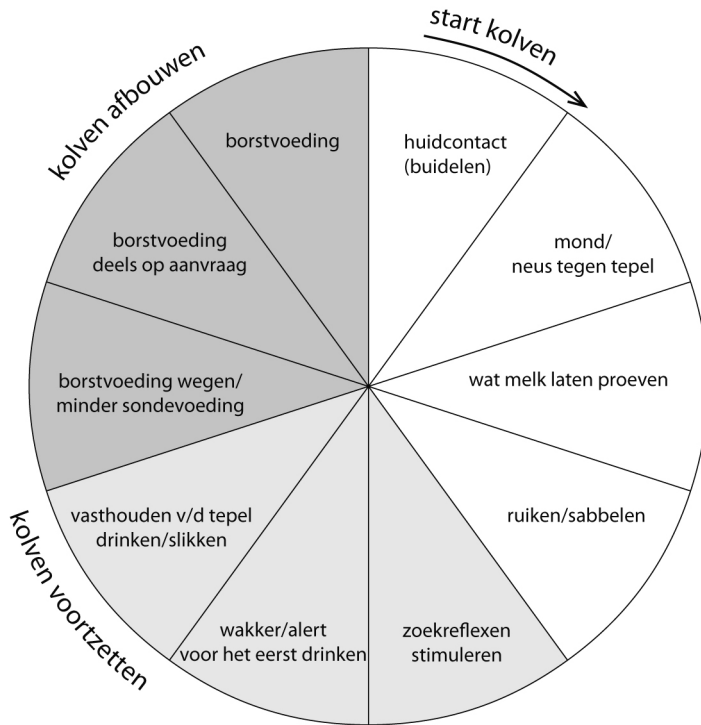 start kolven
huidcontact
(buidelen)
mond/
neus tegen tepel
wat melk laten proeven
ruiken/sabbelen
zoekreflexen
stimuleren
wakker/alert
voor het eerst drinken
kolven voortzetten
vasthouden v/d tepel
drinken/slikken
borstvoeding wegen/
minder sondevoeding
kolven afbouwen
borstvoeding
deels op aanvraag
borstvoeding